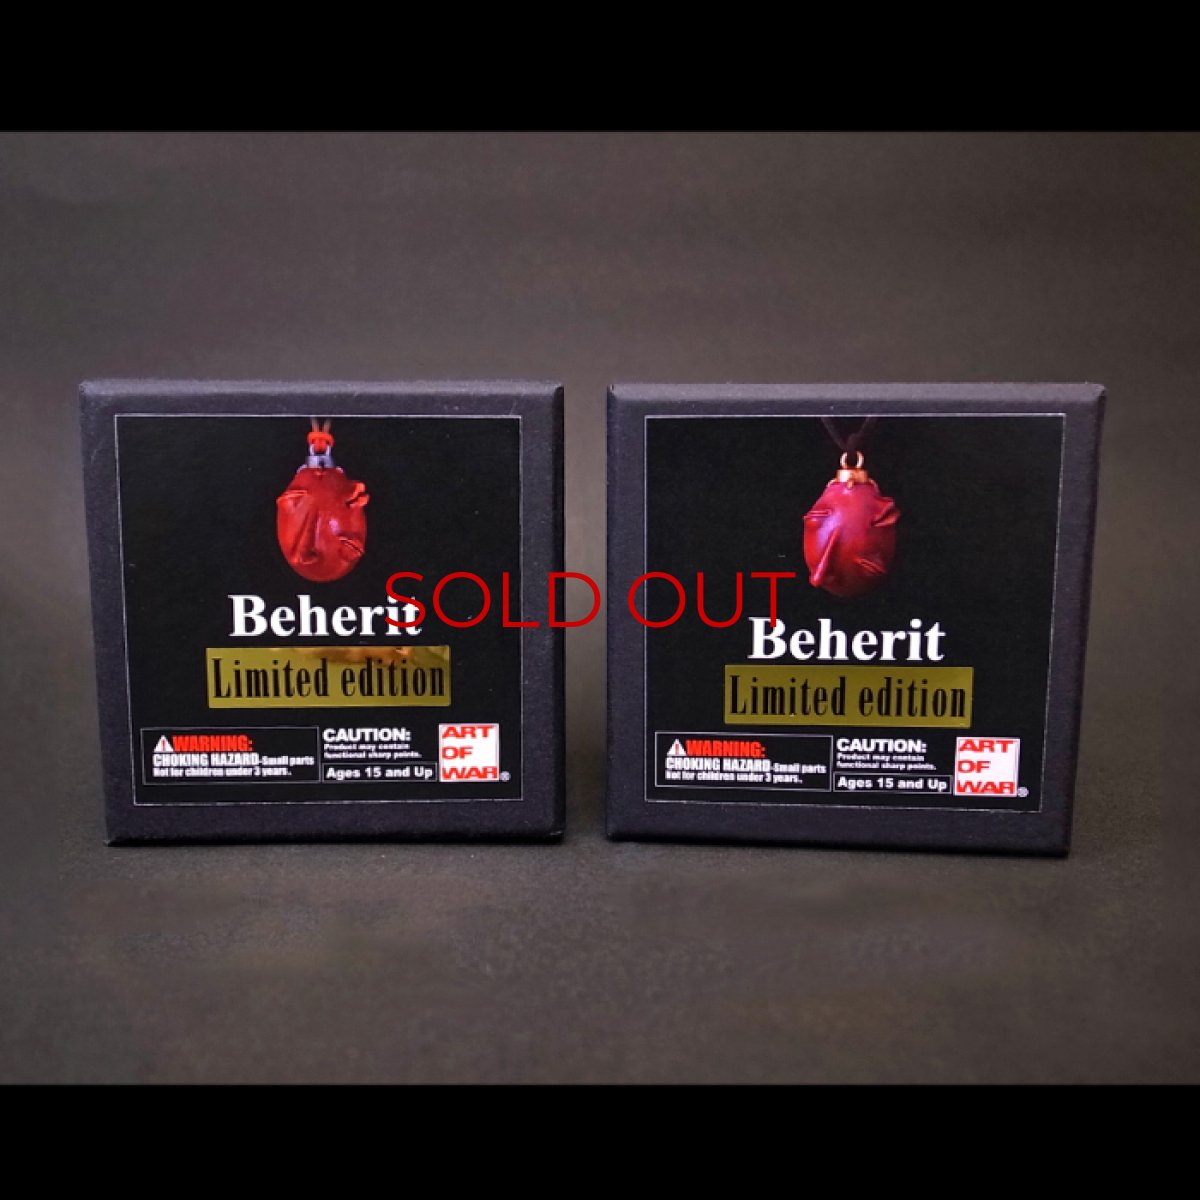 Beherit
Limited edition
WARNING:
CHOKING HAZARD-Small parts
Not for children under 3 years.
CAUTION:
Product may contain
functional sharp points.
Ages 15 and Up
ART
OF
WAR®
SOLD OUT
Beherit
Limited edition
WARNING:
CHOKING HAZARD-Small parts
Not for children under 3 years.
CAUTION:
Product may contain
functional sharp points.
Ages 15 and Up
ART
OF
WAR®